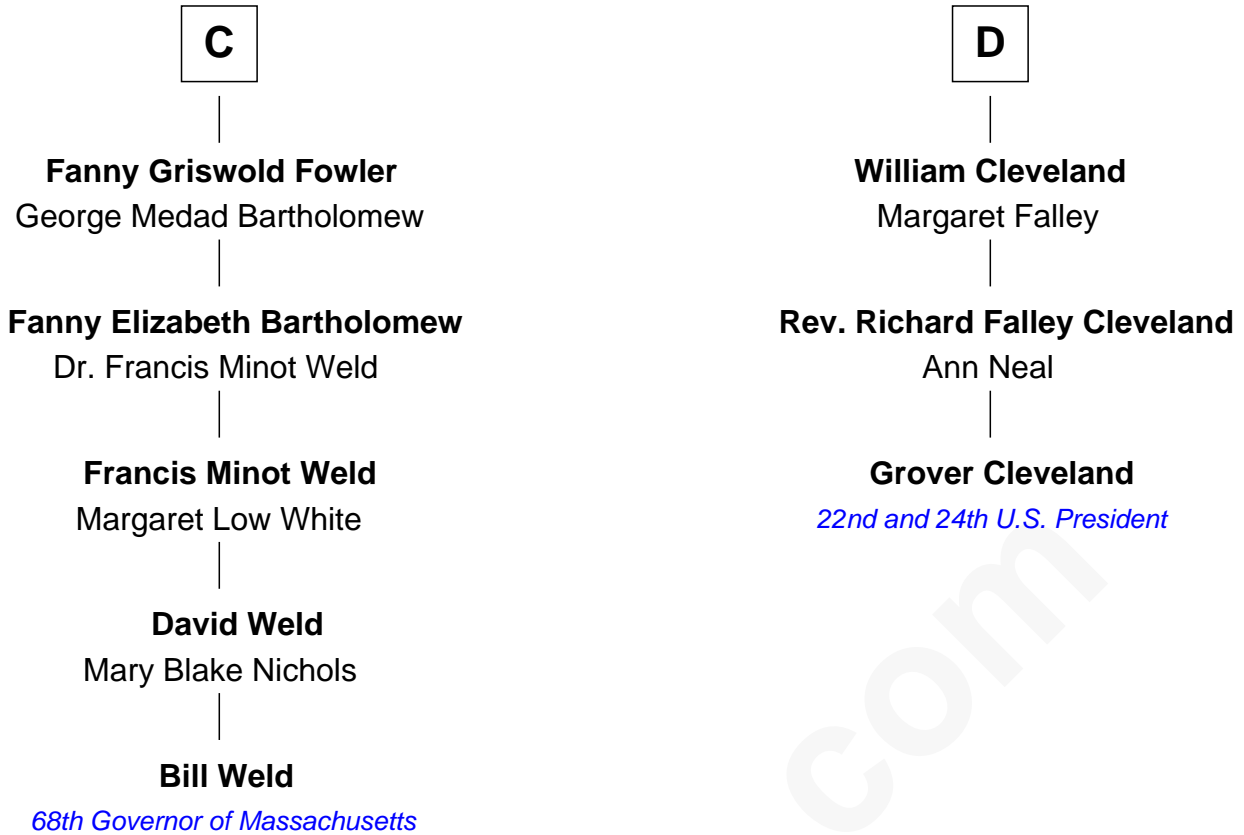 C
Fanny Griswold Fowler
George Medad Bartholomew
Fanny Elizabeth Bartholomew
Dr. Francis Minot Weld
Francis Minot Weld
Margaret Low White
David Weld
Mary Blake Nichols
Bill Weld
68th Governor of Massachusetts
D
William Cleveland
Margaret Falley
Rev. Richard Falley Cleveland
Ann Neal
Grover Cleveland
22nd and 24th U.S. President
com